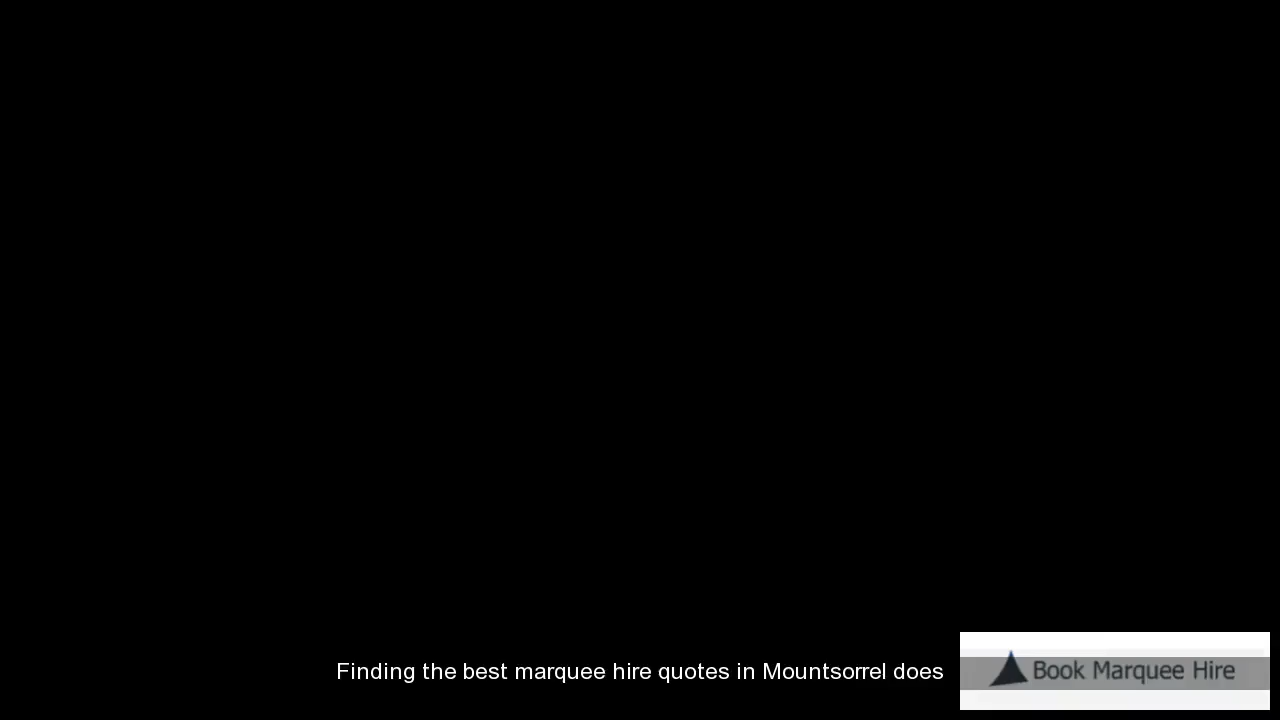 Finding the best marquee hire quotes in Mountsorrel does
Book Marquee Hire